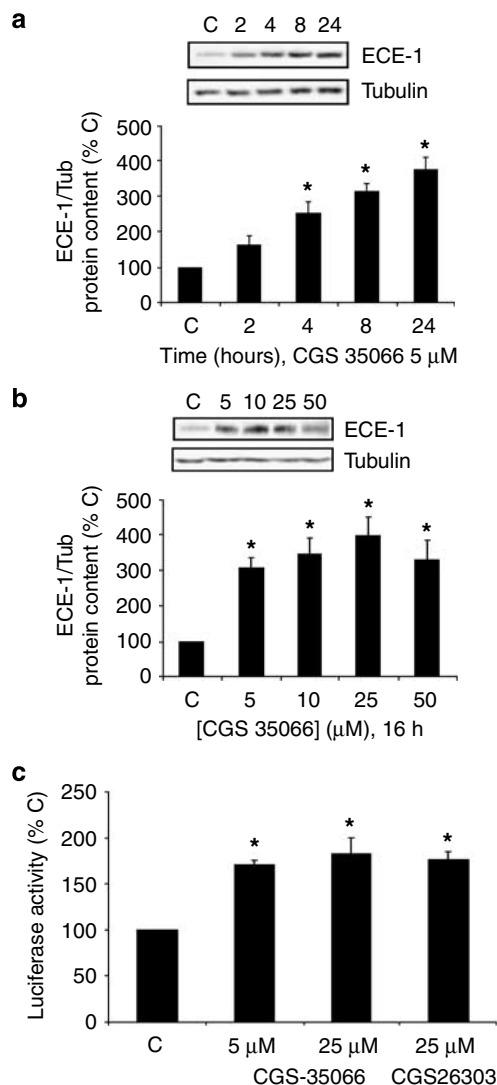 a
C 2 4 8 24
ECE-1
Tubulin
ECE-1/Tub
protein content (% C)
500
400
300
200
100
0
* * *
C 2 4 8 24
Time (hours), CGS 35066 5 μM
b
C 5 10 25 50
ECE-1
Tubulin
ECE-1/Tub
protein content (% C)
500
400
300
200
100
0
* * * *
C 5 10 25 50
[CGS 35066] (μM), 16 h
c
Luciferase activity (% C)
250
200
150
100
50
0
* * *
C 5 μM 25 μM 25 μM
CGS-35066 CGS26303